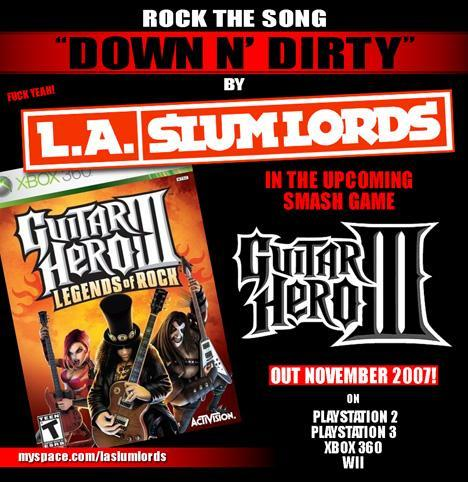 ROCK THE SONG
"DOWN N' DIRTY"
BY
FUCK YEAH!
L.A. SLUMLORDS
XBOX 360
GUITAR HERO III
LEGENDS of ROCK
TEEN
T
ACTIVISION.
IN THE UPCOMING
SMASH GAME
GUITAR
HERO III
OUT NOVEMBER 2007!
ON
PLAYSTATION 2
PLAYSTATION 3
XBOX 360
WII
myspace.com/laslumlords